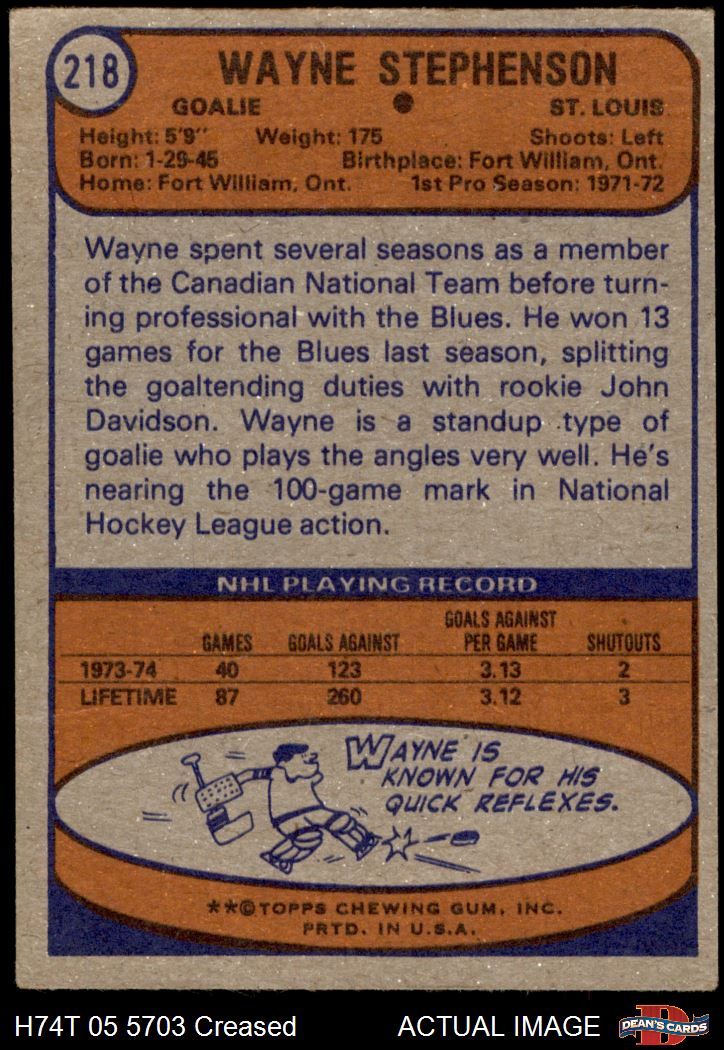 218
WAYNE STEPHENSON
GOALIE ● ST. LOUIS
Height: 5'9" Weight: 175 Shoots: Left
Born: 1-29-45 Birthplace: Fort William, Ont.
Home: Fort William, Ont. 1st Pro Season: 1971-72
Wayne spent several seasons as a member
of the Canadian National Team before turn-
ing professional with the Blues. He won 13
games for the Blues last season, splitting
the goaltending duties with rookie John
Davidson. Wayne is a standup type of
goalie who plays the angles very well. He's
nearing the 100-game mark in National
Hockey League action.
NHL PLAYING RECORD
GAMES GOALS AGAINST GOALS AGAINST PER GAME SHUTOUTS
1973-74 40 123 3.13 2
LIFETIME 87 260 3.12 3
WAYNE IS
KNOWN FOR HIS
QUICK REFLEXES.
**©TOPPS CHEWING GUM, INC.
PRTD. IN U.S.A.
H74T 05 5703 Creased ACTUAL IMAGE
DEAN'S CARDS